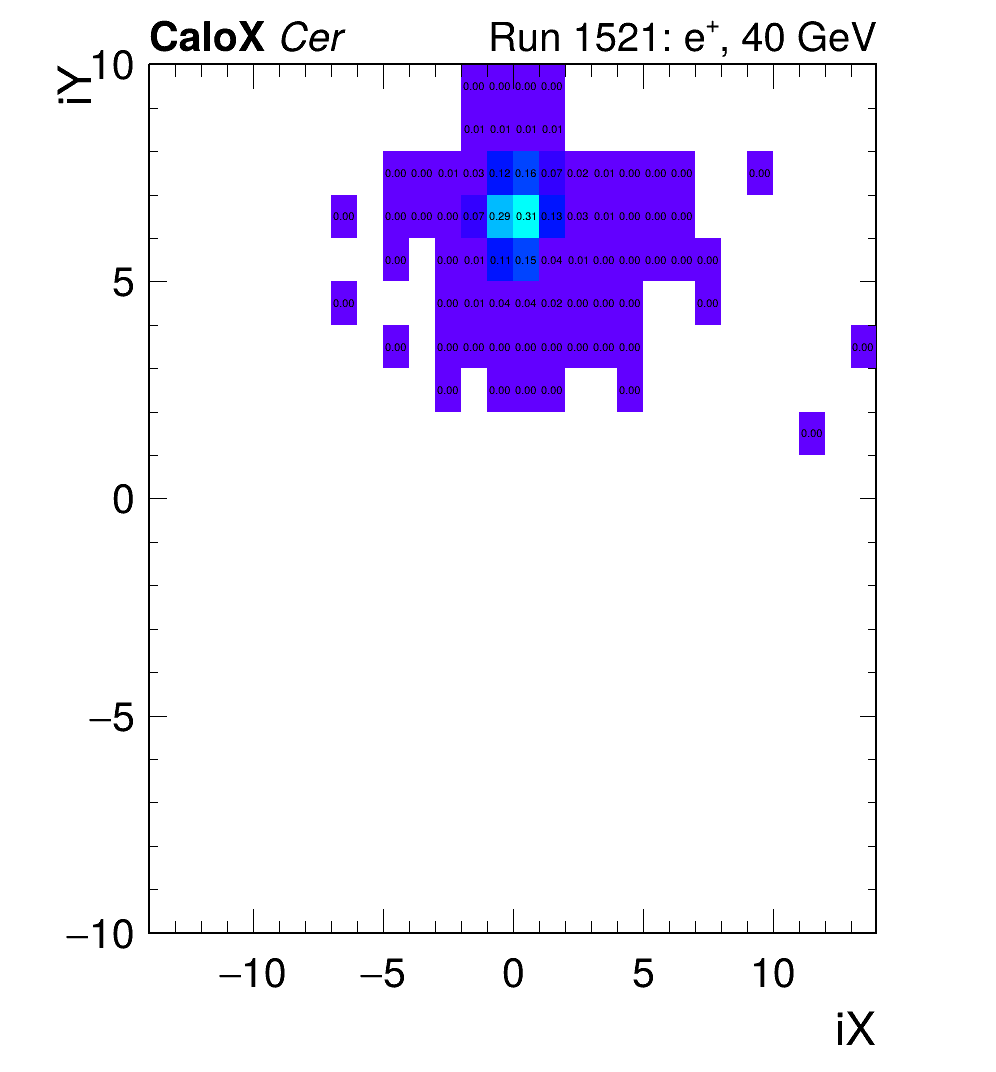 CaloX Cer Run 1521: e⁺, 40 GeV
iY
10
0.00 0.00 0.00 0.00
0.01 0.01 0.01 0.01
0.00 0.00 0.01 0.03 0.12 0.16 0.07 0.02 0.01 0.00 0.00 0.00 0.00
0.00 0.00 0.00 0.00 0.07 0.29 0.31 0.13 0.03 0.01 0.00 0.00 0.00
5
0.00 0.00 0.01 0.11 0.15 0.04 0.01 0.00 0.00 0.00 0.00 0.00
0.00 0.00 0.01 0.04 0.04 0.02 0.00 0.00 0.00 0.00
0.00 0.00 0.00 0.00 0.00 0.00 0.00 0.00 0.00 0.00
0.00 0.00 0.00 0.00 0.00
0.00
0
−5
−10
−10 −5 0 5 10
iX